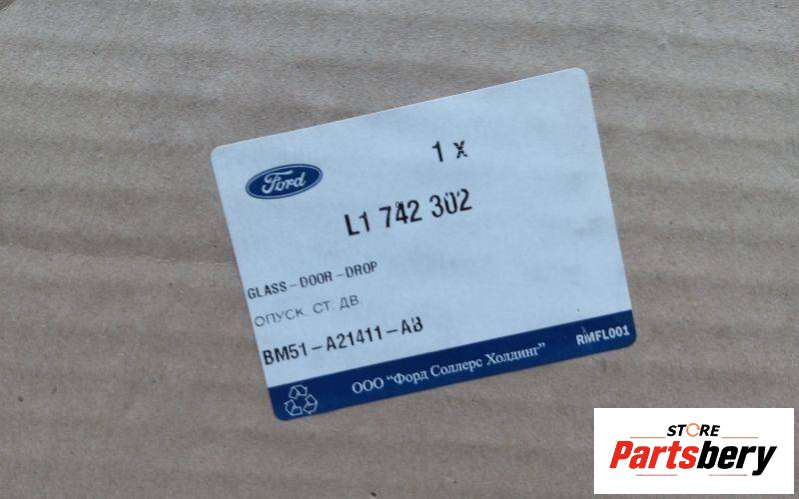 Ford
1 X
L1 742 302
GLASS-DOOR-DROP
ОПУСК. СТ. ДВ.
BM51-A21411-AB
ООО "Форд Соллерс Холдинг"
RMFL001
STORE
Partsbery